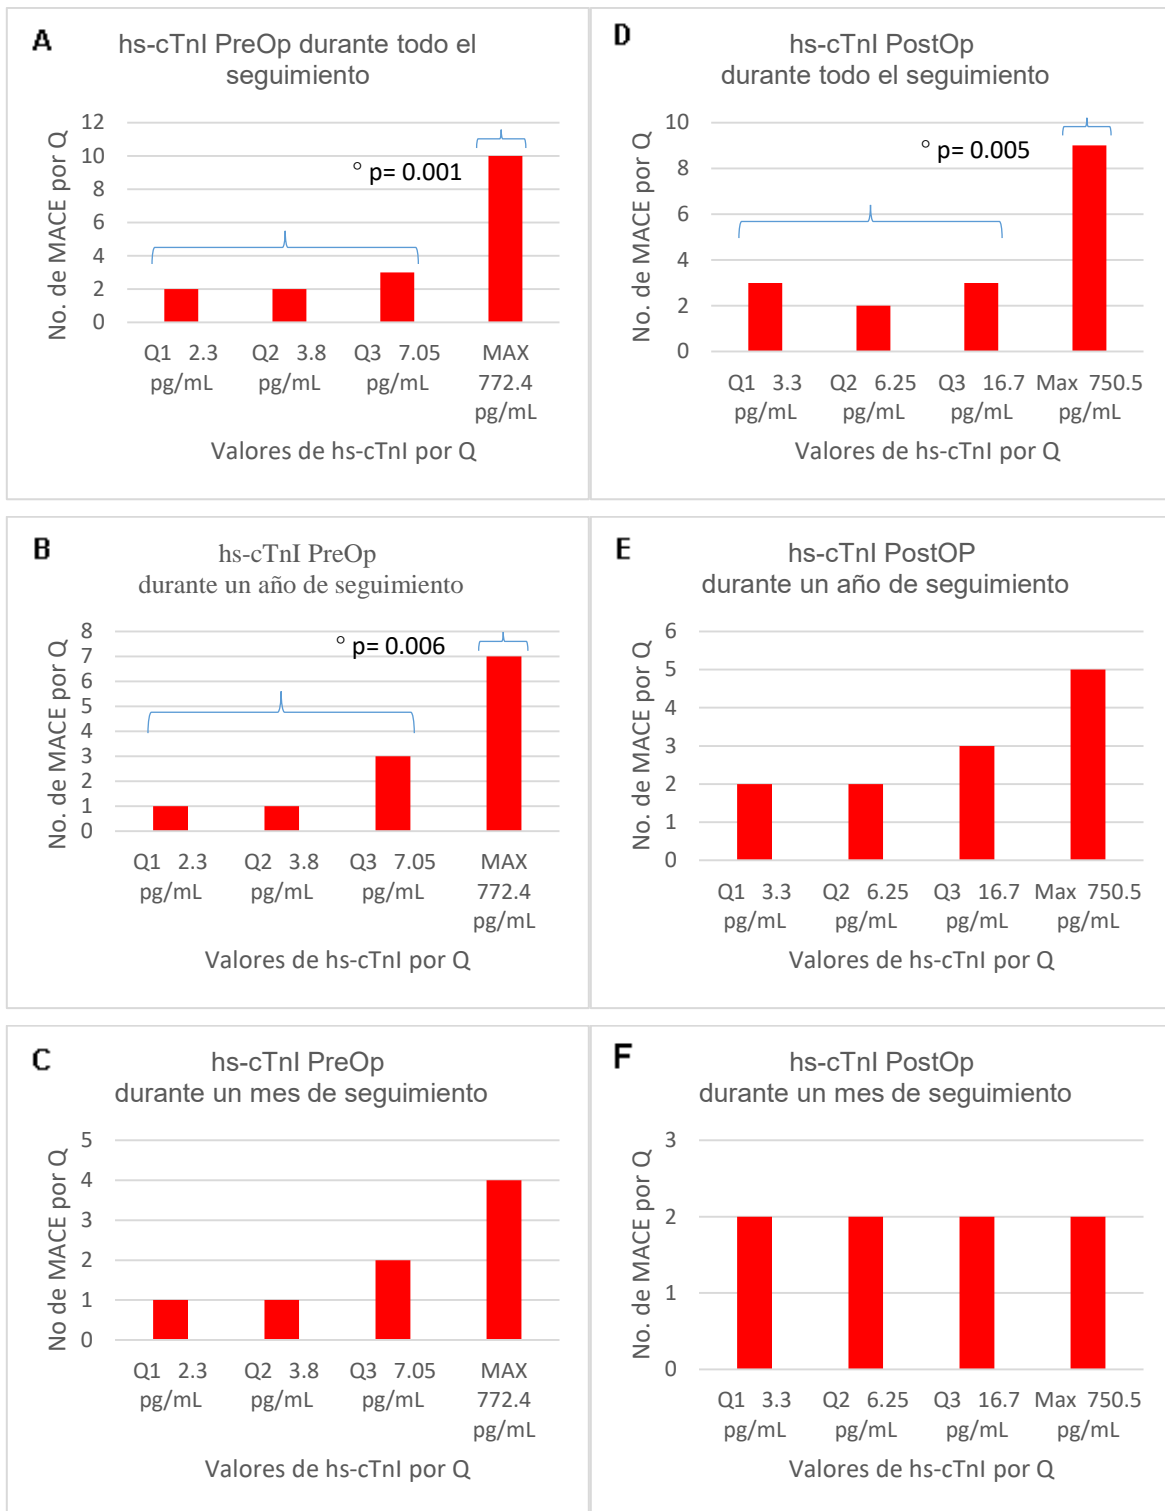 A
hs-cTnI PreOp durante todo el
seguimiento
No. de MACE por Q
12
10
8
6
4
2
0
° p= 0.001
Q1 2.3 Q2 3.8 Q3 7.05 MAX
pg/mL pg/mL pg/mL 772.4
pg/mL
Valores de hs-cTnI por Q
D
hs-cTnI PostOp
durante todo el seguimiento
No. de MACE por Q
10
8
6
4
2
0
° p= 0.005
Q1 3.3 Q2 6.25 Q3 16.7 Max 750.5
pg/mL pg/mL pg/mL pg/mL
Valores de hs-cTnI por Q
B
hs-cTnI PreOp
durante un año de seguimiento
No. de MACE por Q
8
7
6
5
4
3
2
1
0
° p= 0.006
Q1 2.3 Q2 3.8 Q3 7.05 MAX
pg/mL pg/mL pg/mL 772.4
pg/mL
Valores de hs-cTnI por Q
E
hs-cTnI PostOP
durante un año de seguimiento
No. de MACE por Q
6
5
4
3
2
1
0
Q1 3.3 Q2 6.25 Q3 16.7 Max 750.5
pg/mL pg/mL pg/mL pg/mL
Valores de hs-cTnI por Q
C
hs-cTnI PreOp
durante un mes de seguimiento
No de MACE por Q
5
4
3
2
1
0
Q1 2.3 Q2 3.8 Q3 7.05 MAX
pg/mL pg/mL pg/mL 772.4
pg/mL
Valores de hs-cTnI por Q
F
hs-cTnI PostOp
durante un mes de seguimiento
No. de MACE por Q
3
2
1
0
Q1 3.3 Q2 6.25 Q3 16.7 Max 750.5
pg/mL pg/mL pg/mL pg/mL
Valores de hs-cTnI por Q